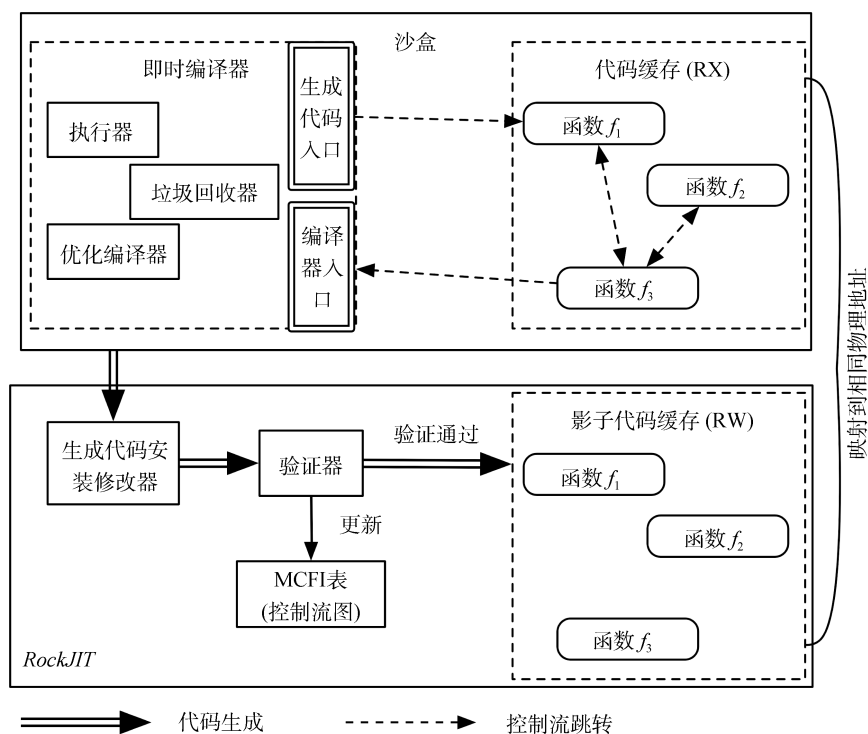 沙盒
即时编译器
执行器
垃圾回收器
优化编译器
生成
代码
入口
编译
器入
口
代码缓存 (RX)
函数 f1
函数 f2
函数 f3
映射到相同物理地址
生成代码安
装修改器
验证器
验证通过
更新
MCFI表
(控制流图)
影子代码缓存 (RW)
函数 f1
函数 f2
函数 f3
RockJIT
代码生成
控制流跳转